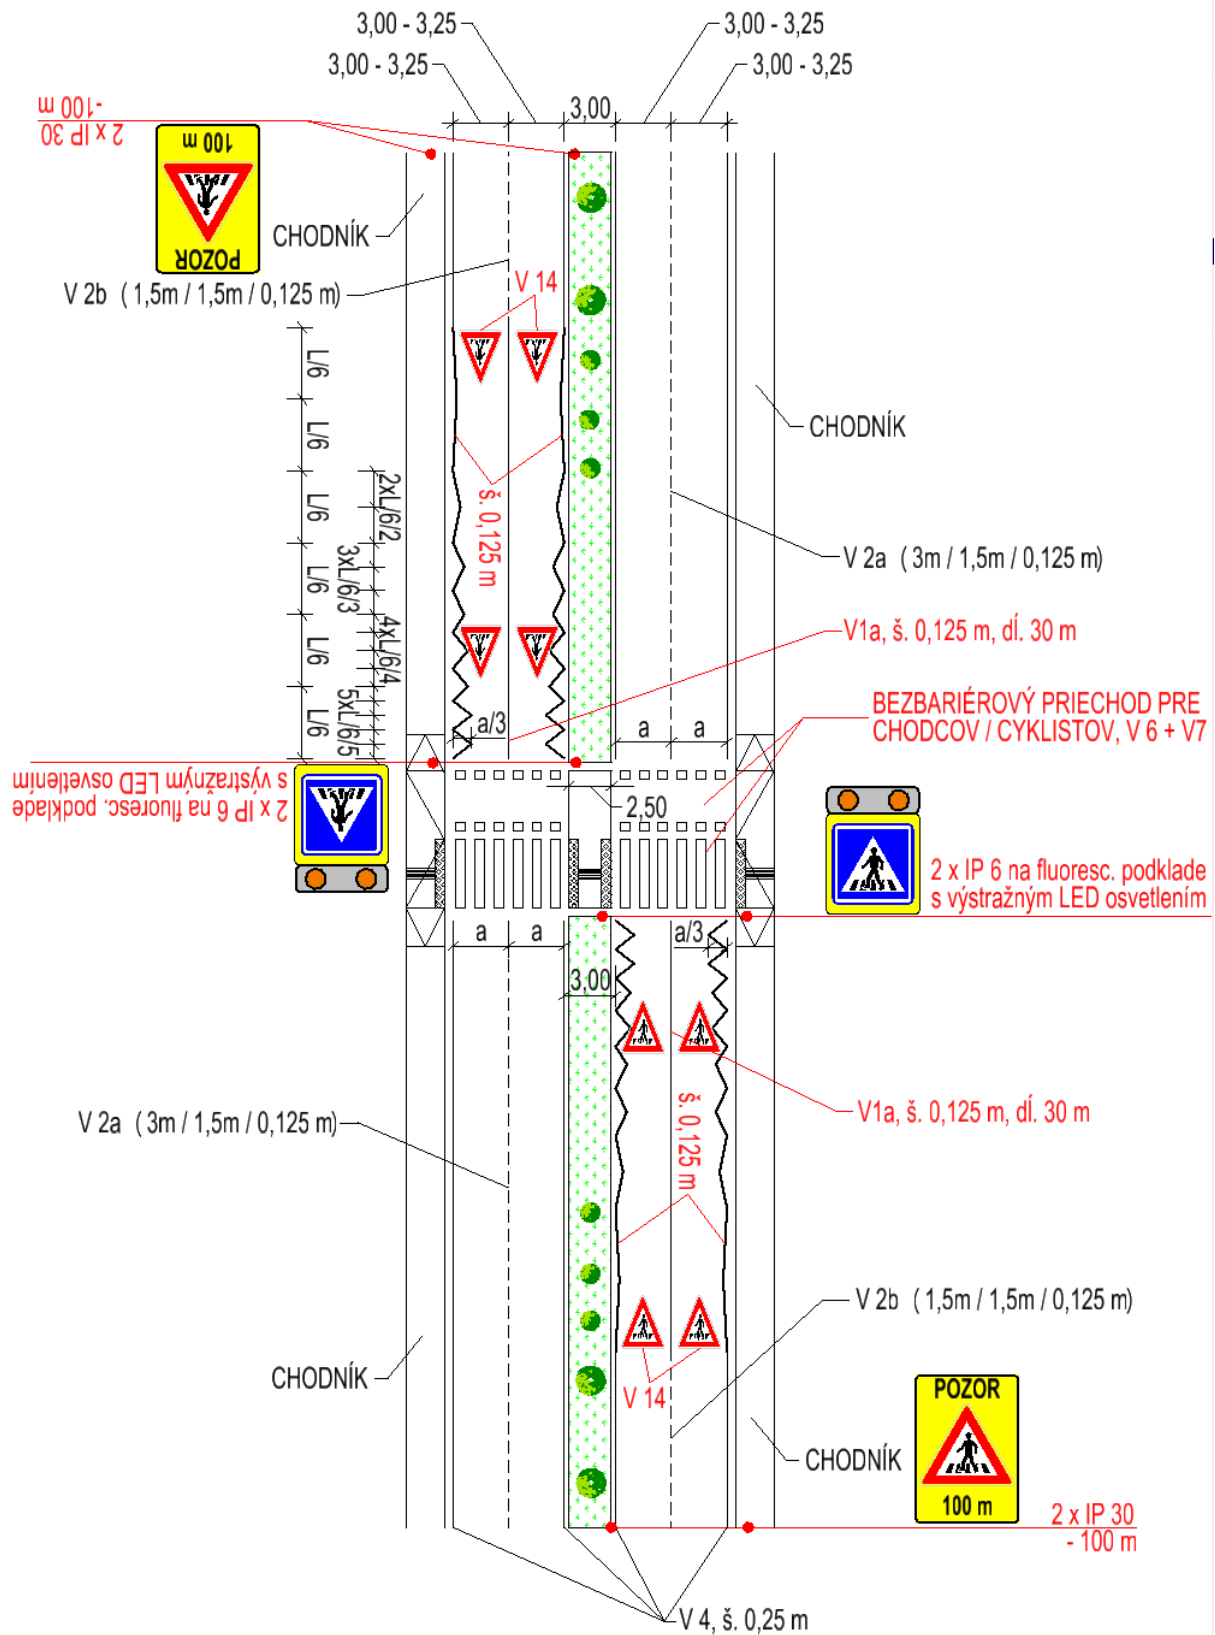 3,00 - 3,25
3,00 - 3,25
3,00 - 3,25
3,00 - 3,25
3,00
2 x IP 30
-100 m
POZOR
100 m
CHODNÍK
V 2b ( 1,5m / 1,5m / 0,125 m)
V 14
L/6
L/6
L/6
L/6
L/6
L/6
2xL/6/2
3xL/6/3
4xL/6/4
5xL/6/5
š. 0,125 m
CHODNÍK
V 2a ( 3m / 1,5m / 0,125 m)
V1a, š. 0,125 m, dĺ. 30 m
BEZBARIÉROVÝ PRIECHOD PRE
CHODCOV / CYKLISTOV, V 6 + V7
a/3
a
a
2 x IP 6 na fluoresc. podklade
s výstražným LED osvetlením
2,50
2 x IP 6 na fluoresc. podklade
s výstražným LED osvetlením
a
a
a/3
3,00
V 2a ( 3m / 1,5m / 0,125 m)
š. 0,125 m
V1a, š. 0,125 m, dĺ. 30 m
V 2b ( 1,5m / 1,5m / 0,125 m)
CHODNÍK
V 14
CHODNÍK
POZOR
100 m
2 x IP 30
- 100 m
V 4, š. 0,25 m